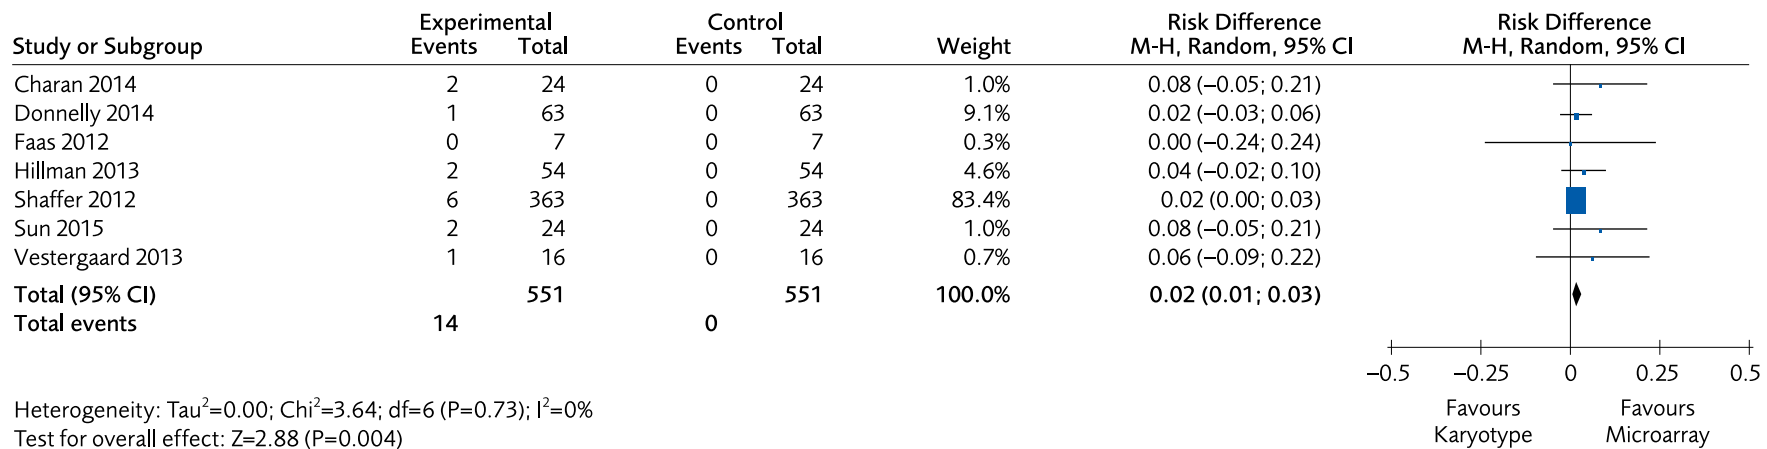 Experimental Control Risk Difference Risk Difference
Study or Subgroup Events Total Events Total Weight M-H, Random, 95% CI M-H, Random, 95% CI
Charan 2014 2 24 0 24 1.0% 0.08 (−0.05; 0.21)
Donnelly 2014 1 63 0 63 9.1% 0.02 (−0.03; 0.06)
Faas 2012 0 7 0 7 0.3% 0.00 (−0.24; 0.24)
Hillman 2013 2 54 0 54 4.6% 0.04 (−0.02; 0.10)
Shaffer 2012 6 363 0 363 83.4% 0.02 (0.00; 0.03)
Sun 2015 2 24 0 24 1.0% 0.08 (−0.05; 0.21)
Vestergaard 2013 1 16 0 16 0.7% 0.06 (−0.09; 0.22)
Total (95% CI) 551 551 100.0% 0.02 (0.01; 0.03)
Total events 14 0
−0.5 −0.25 0 0.25 0.5
Heterogeneity: Tau²=0.00; Chi²=3.64; df=6 (P=0.73); I²=0% Favours Favours
Test for overall effect: Z=2.88 (P=0.004) Karyotype Microarray